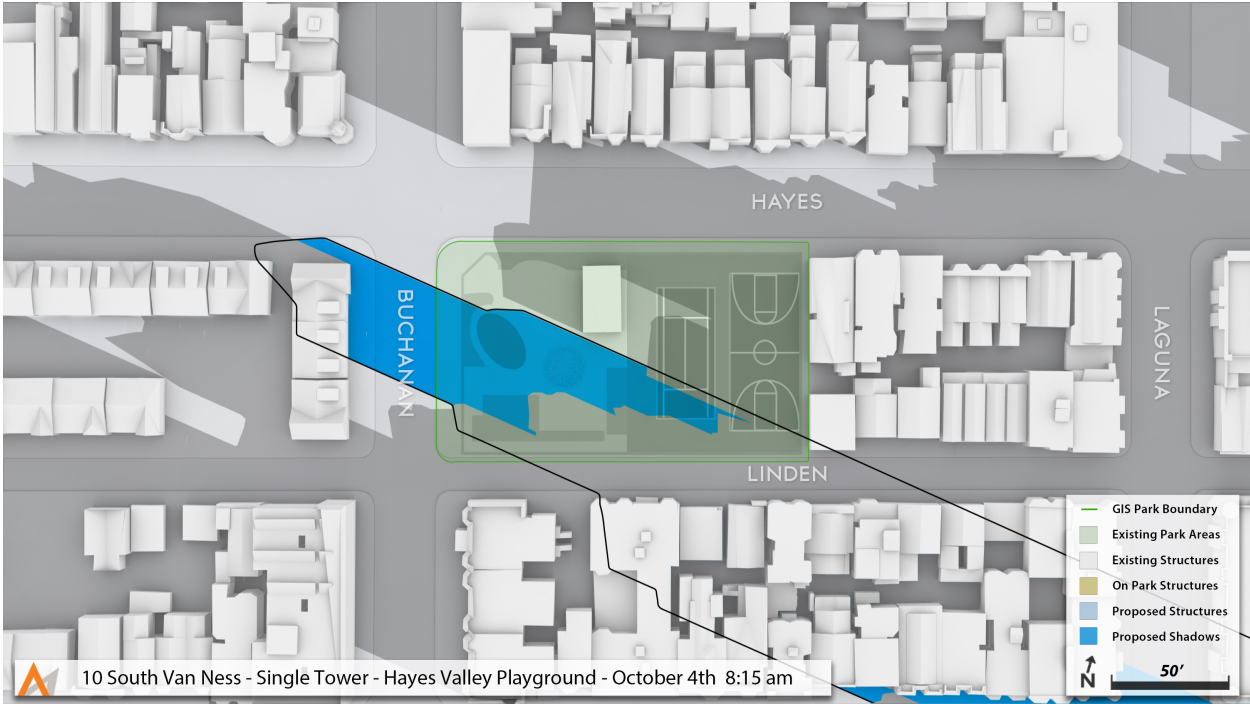 HAYES
BUCHANAN
LAGUNA
LINDEN
GIS Park Boundary
Existing Park Areas
Existing Structures
On Park Structures
Proposed Structures
Proposed Shadows
N
50'
10 South Van Ness - Single Tower - Hayes Valley Playground - October 4th 8:15 am